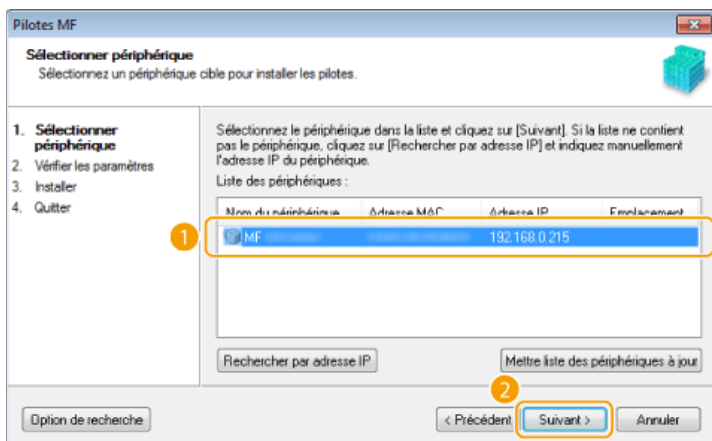 Pilotes MF
Sélectionner périphérique
Sélectionnez un périphérique cible pour installer les pilotes.
1. Sélectionner
périphérique
2. Vérifier les paramètres
3. Installer
4. Quitter
Sélectionnez le périphérique dans la liste et cliquez sur [Suivant]. Si la liste ne contient
pas le périphérique, cliquez sur [Rechercher par adresse IP] et indiquez manuellement
l'adresse IP du périphérique.
Liste des périphériques :
Nom du périphérique Adresse MAC Adresse IP Emplacement
1 MF 192.168.0.215
Rechercher par adresse IP Mettre liste des périphériques à jour
2
Option de recherche < Précédent Suivant > Annuler